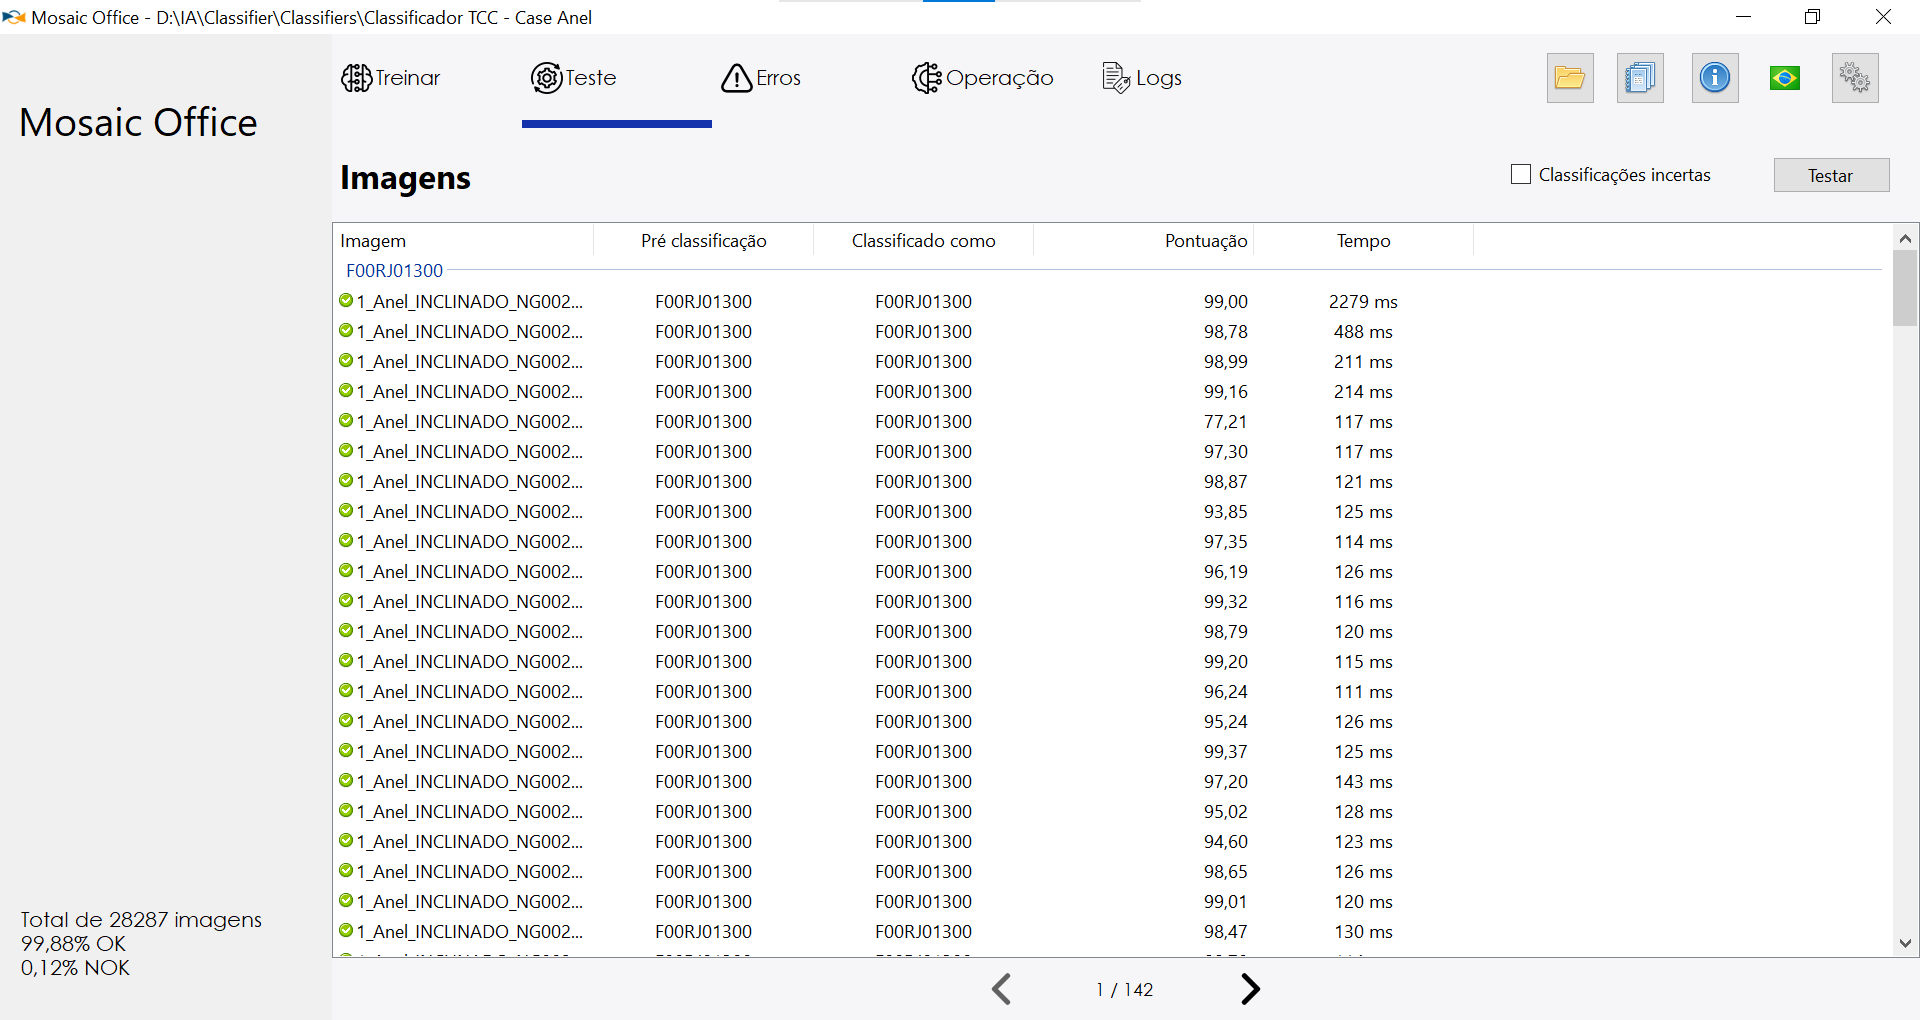 Mosaic Office - D:\IA\Classifier\Classifiers\Classificador TCC - Case Anel
Mosaic Office
Treinar Teste Erros Operação Logs
Imagens
Classificações incertas Testar
Imagem Pré classificação Classificado como Pontuação Tempo
F00RJ01300
1_Anel_INCLINADO_NG002... F00RJ01300 F00RJ01300 99,00 2279 ms
1_Anel_INCLINADO_NG002... F00RJ01300 F00RJ01300 98,78 488 ms
1_Anel_INCLINADO_NG002... F00RJ01300 F00RJ01300 98,99 211 ms
1_Anel_INCLINADO_NG002... F00RJ01300 F00RJ01300 99,16 214 ms
1_Anel_INCLINADO_NG002... F00RJ01300 F00RJ01300 77,21 117 ms
1_Anel_INCLINADO_NG002... F00RJ01300 F00RJ01300 97,30 117 ms
1_Anel_INCLINADO_NG002... F00RJ01300 F00RJ01300 98,87 121 ms
1_Anel_INCLINADO_NG002... F00RJ01300 F00RJ01300 93,85 125 ms
1_Anel_INCLINADO_NG002... F00RJ01300 F00RJ01300 97,35 114 ms
1_Anel_INCLINADO_NG002... F00RJ01300 F00RJ01300 96,19 126 ms
1_Anel_INCLINADO_NG002... F00RJ01300 F00RJ01300 99,32 116 ms
1_Anel_INCLINADO_NG002... F00RJ01300 F00RJ01300 98,79 120 ms
1_Anel_INCLINADO_NG002... F00RJ01300 F00RJ01300 99,20 115 ms
1_Anel_INCLINADO_NG002... F00RJ01300 F00RJ01300 96,24 111 ms
1_Anel_INCLINADO_NG002... F00RJ01300 F00RJ01300 95,24 126 ms
1_Anel_INCLINADO_NG002... F00RJ01300 F00RJ01300 99,37 125 ms
1_Anel_INCLINADO_NG002... F00RJ01300 F00RJ01300 97,20 143 ms
1_Anel_INCLINADO_NG002... F00RJ01300 F00RJ01300 95,02 128 ms
1_Anel_INCLINADO_NG002... F00RJ01300 F00RJ01300 94,60 123 ms
1_Anel_INCLINADO_NG002... F00RJ01300 F00RJ01300 98,65 126 ms
1_Anel_INCLINADO_NG002... F00RJ01300 F00RJ01300 99,01 120 ms
1_Anel_INCLINADO_NG002... F00RJ01300 F00RJ01300 98,47 130 ms
Total de 28287 imagens
99,88% OK
0,12% NOK
1 / 142